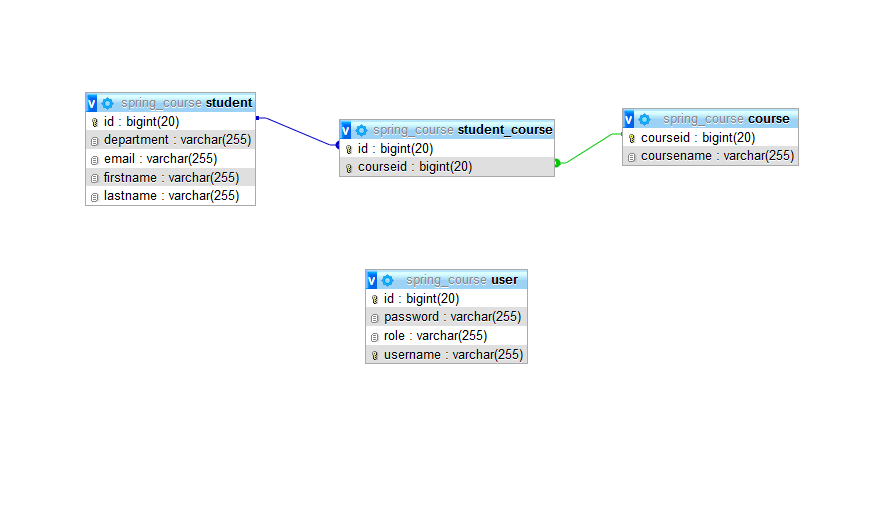 v spring_course student
id : bigint(20)
department : varchar(255)
email : varchar(255)
firstname : varchar(255)
lastname : varchar(255)
v spring_course student_course
id : bigint(20)
courseid : bigint(20)
v spring_course course
courseid : bigint(20)
coursename : varchar(255)
v spring_course user
id : bigint(20)
password : varchar(255)
role : varchar(255)
username : varchar(255)